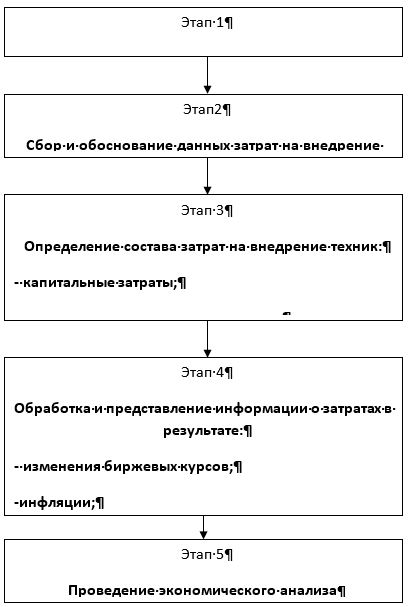 Этап·1¶
Этап2¶
Сбор·и·обоснование·данных·затрат·на·внедрение·
Этап·3¶
Определение·состава·затрат·на·внедрение·техник:¶
-·капитальные·затраты;¶
¶
Этап·4¶
Обработка·и·представление·информации·о·затратах·в·
результате:¶
-·изменения·биржевых·курсов;¶
-инфляции;¶
Этап·5¶
Проведение·экономического·анализа¶